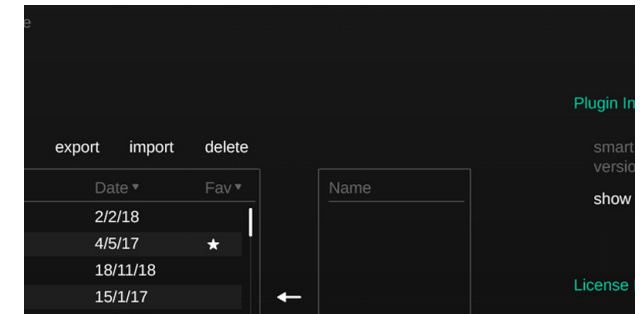 e
Plugin In
export import delete
smart
versio
Date Fav
Name
show
2/2/18
4/5/17
18/11/18
License
15/1/17